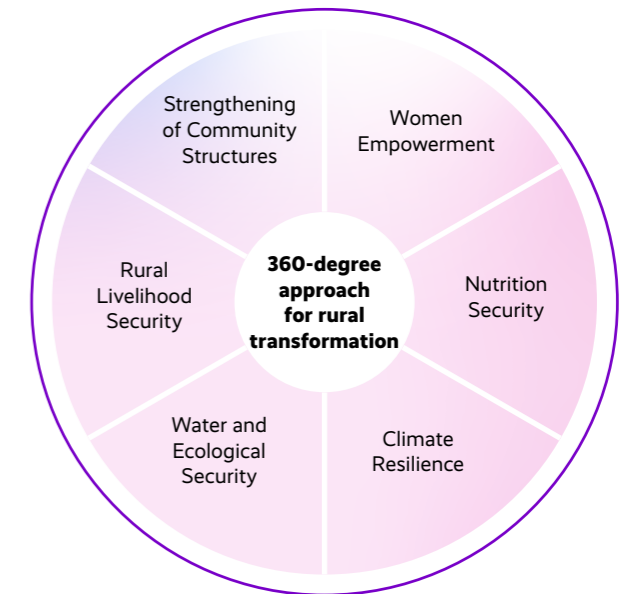 Strengthening
of Community
Structures
Women
Empowerment
Rural
Livelihood
Security
360-degree
approach
for rural
transformation
Nutrition
Security
Water and
Ecological
Security
Climate
Resilience